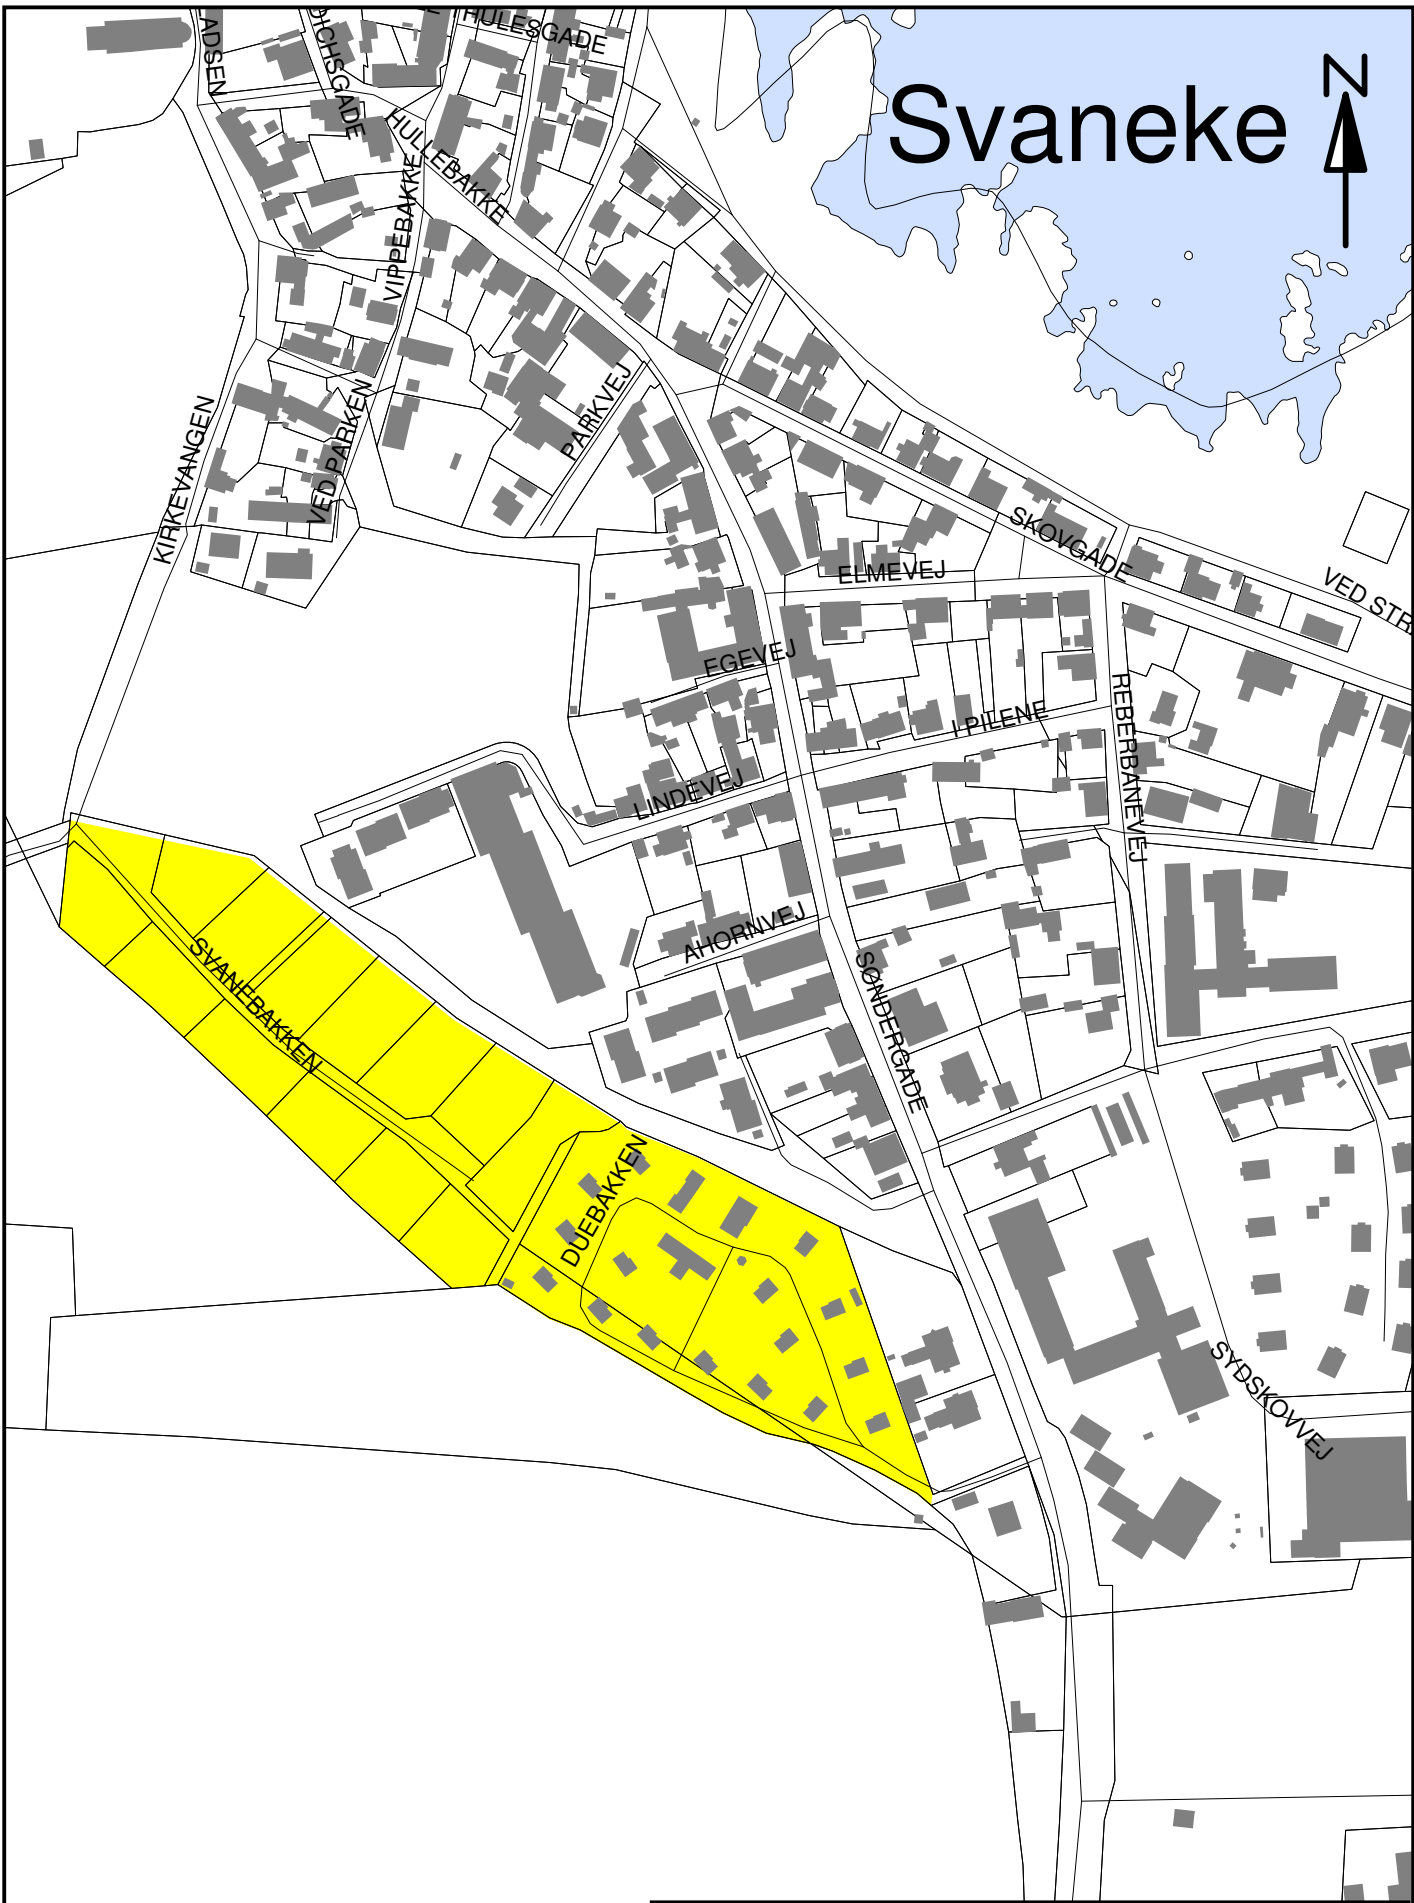 Svaneke
N
HULLEBAKKE
VIPPEBAKKE
PARKVEJ
KIRKEVANGEN
VED PARKEN
SKOVGADE
ELMEVEJ
VED STR
EGEVEJ
I PILENE
REBERBANEVEJ
LINDEVEJ
AHORNVEJ
SØNDERGADE
SVANEBAKKEN
DUEBAKKEN
SYDSKOVVEJ